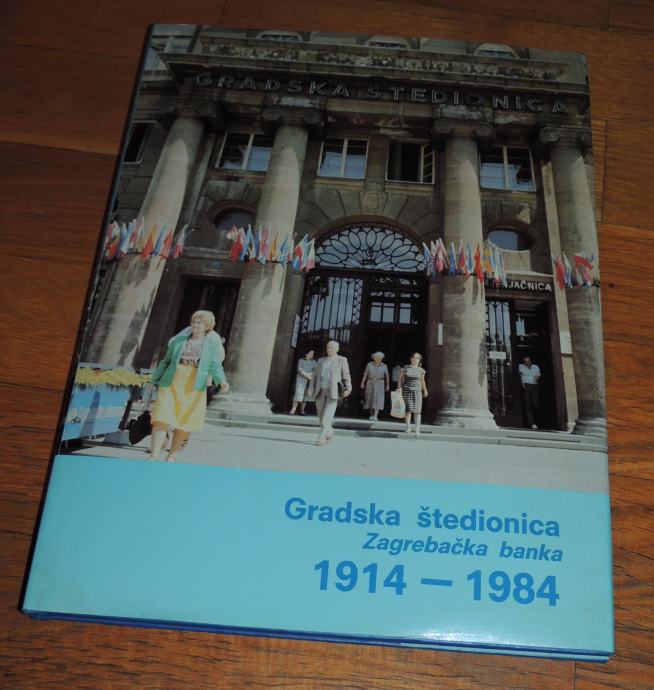 GRADSKA ŠTEDIONICA
JAČNICA
Gradska štedionica
Zagrebačka banka
1914 — 1984